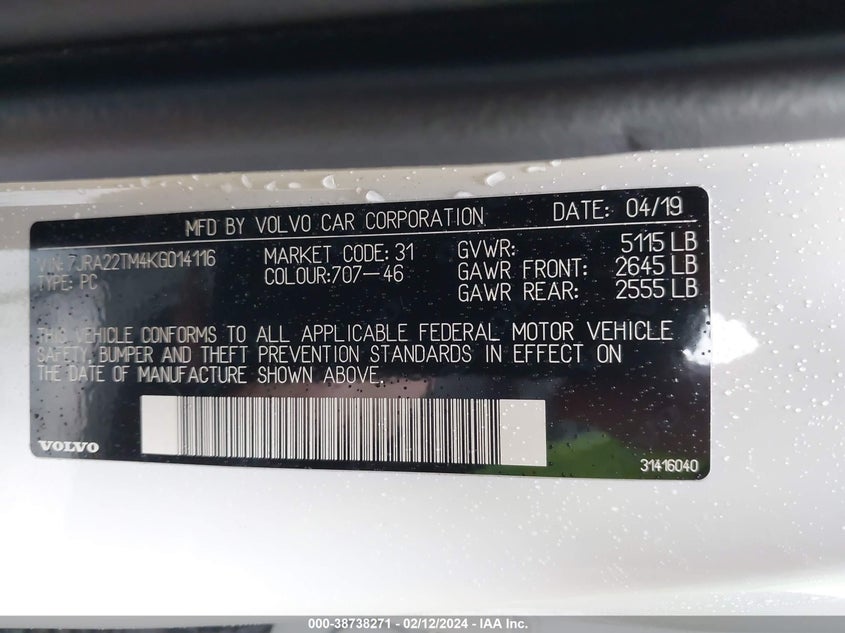 MFD BY VOLVO CAR CORPORATION DATE: 04/19
VIN:7JRA22TM4KG014116 MARKET CODE: 31 GVWR: 5115 LB
TYPE: PC COLOUR:707-46 GAWR FRONT: 2645 LB
GAWR REAR: 2555 LB
THIS VEHICLE CONFORMS TO ALL APPLICABLE FEDERAL MOTOR VEHICLE
SAFETY, BUMPER AND THEFT PREVENTION STANDARDS IN EFFECT ON
THE DATE OF MANUFACTURE SHOWN ABOVE.
VOLVO
31416040
000-38738271 - 02/12/2024 - IAA Inc.